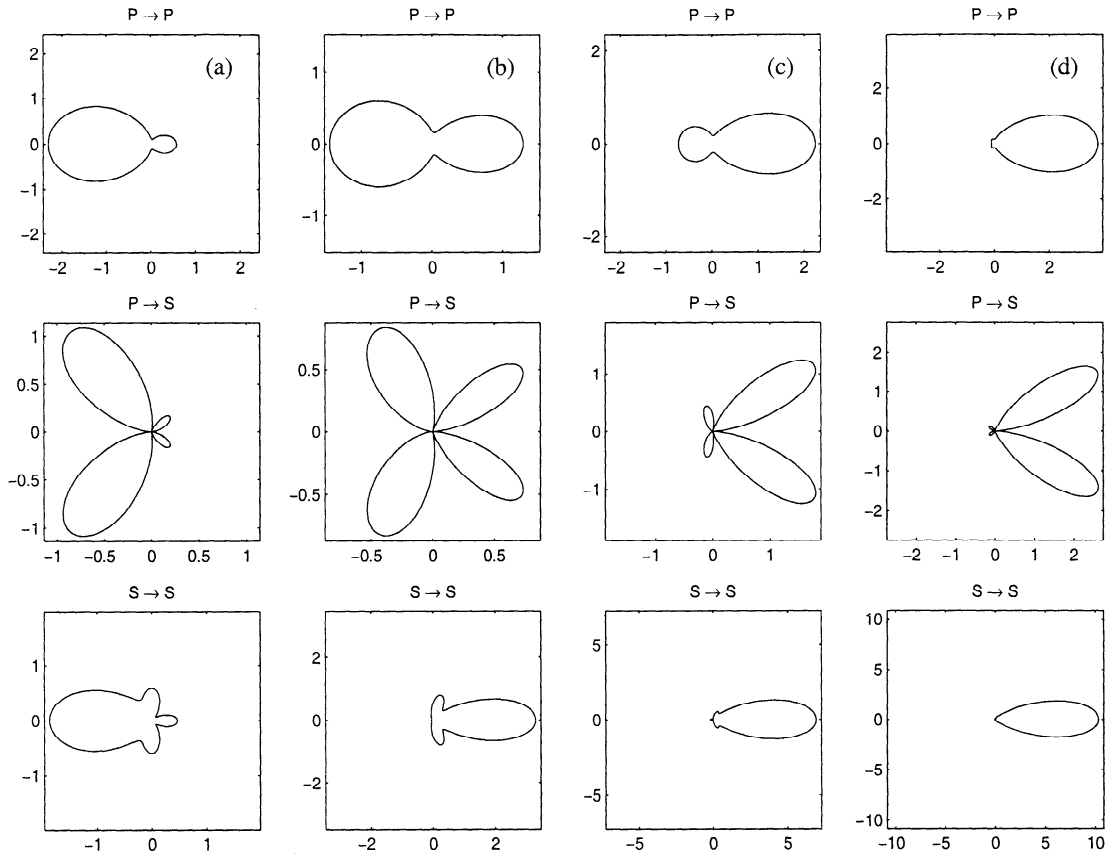 P → P P → P P → P P → P
(a) (b) (c) (d)
2 1 0 −1 −2
1 0 −1
2 1 0 −1 −2
2 0 −2
−2 −1 0 1 2
−1 0 1
−2 −1 0 1 2
−2 0 2
P → S P → S P → S P → S
1 0.5 0 −0.5 −1
0.5 0 −0.5
1 0 −1
2 1 0 −1 −2
−1 −0.5 0 0.5 1
−0.5 0 0.5
−1 0 1
−2 −1 0 1 2
S → S S → S S → S S → S
1 0 −1
2 0 −2
5 0 −5
10 5 0 −5 −10
−1 0 1
−2 0 2
−5 0 5
−10 −5 0 5 10